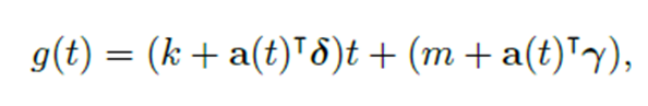 g(t) = (k + a(t)ᵀδ)t + (m + a(t)ᵀγ),